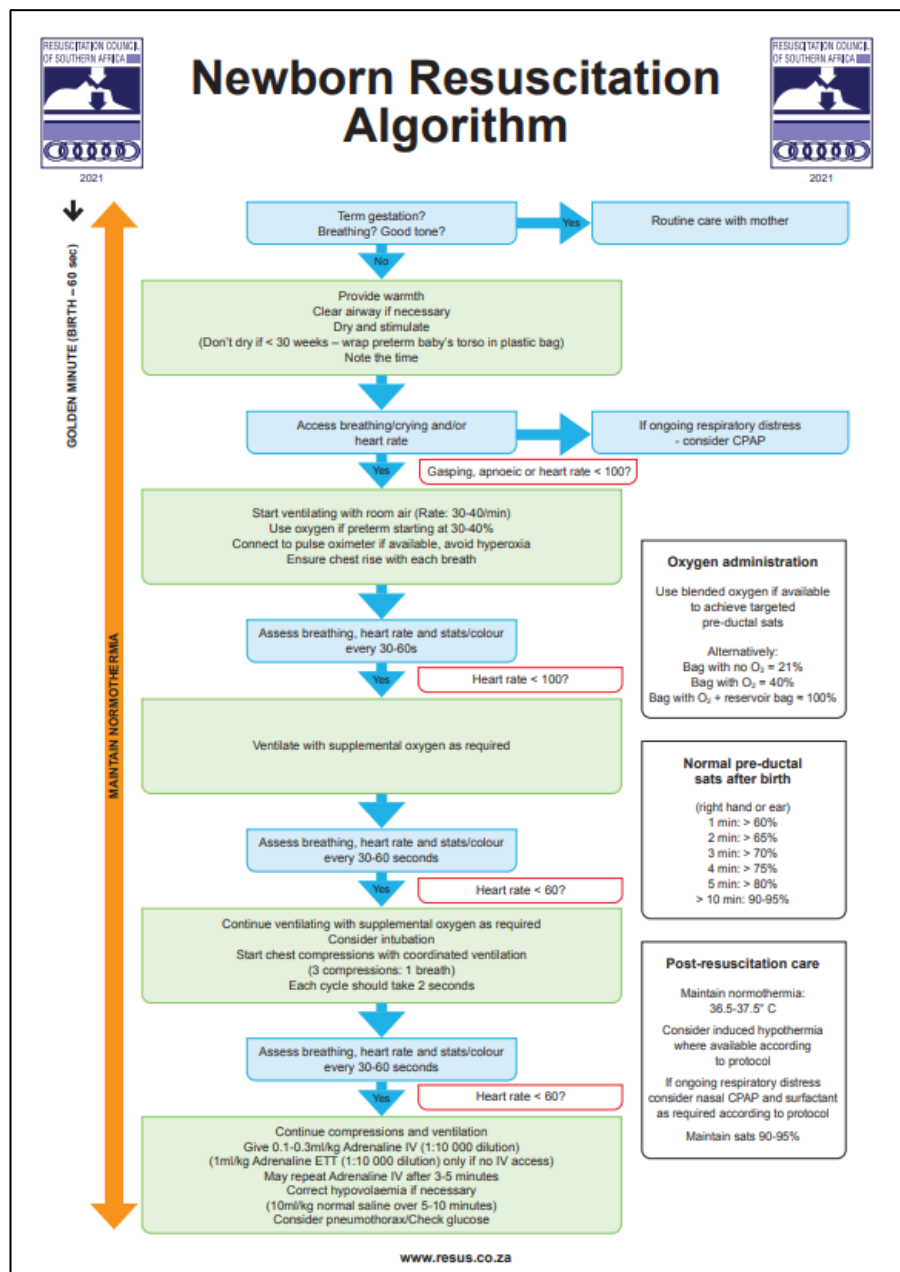 RESUSCITATION COUNCIL
OF SOUTHERN AFRICA
2021
Newborn Resuscitation
Algorithm
RESUSCITATION COUNCIL
OF SOUTHERN AFRICA
2021
GOLDEN MINUTE (BIRTH – 60 sec)
MAINTAIN NORMOTHERMIA
Term gestation?
Breathing? Good tone?
Yes
Routine care with mother
No
Provide warmth
Clear airway if necessary
Dry and stimulate
(Don't dry if < 30 weeks – wrap preterm baby's torso in plastic bag)
Note the time
Access breathing/crying and/or
heart rate
If ongoing respiratory distress
- consider CPAP
Yes
Gasping, apnoeic or heart rate < 100?
Start ventilating with room air (Rate: 30-40/min)
Use oxygen if preterm starting at 30-40%
Connect to pulse oximeter if available, avoid hyperoxia
Ensure chest rise with each breath
Assess breathing, heart rate and stats/colour
every 30-60s
Yes
Heart rate < 100?
Ventilate with supplemental oxygen as required
Assess breathing, heart rate and stats/colour
every 30-60 seconds
Yes
Heart rate < 60?
Continue ventilating with supplemental oxygen as required
Consider intubation
Start chest compressions with coordinated ventilation
(3 compressions: 1 breath)
Each cycle should take 2 seconds
Assess breathing, heart rate and stats/colour
every 30-60 seconds
Yes
Heart rate < 60?
Continue compressions and ventilation
Give 0.1-0.3ml/kg Adrenaline IV (1:10 000 dilution)
(1ml/kg Adrenaline ETT (1:10 000 dilution) only if no IV access)
May repeat Adrenaline IV after 3-5 minutes
Correct hypovolaemia if necessary
(10ml/kg normal saline over 5-10 minutes)
Consider pneumothorax/Check glucose
Oxygen administration
Use blended oxygen if available
to achieve targeted
pre-ductal sats
Alternatively:
Bag with no O₂ = 21%
Bag with O₂ = 40%
Bag with O₂ + reservoir bag ≈ 100%
Normal pre-ductal
sats after birth
(right hand or ear)
1 min: > 60%
2 min: > 65%
3 min: > 70%
4 min: > 75%
5 min: > 80%
> 10 min: 90-95%
Post-resuscitation care
Maintain normothermia:
36.5-37.5° C
Consider induced hypothermia
where available according
to protocol
If ongoing respiratory distress
consider nasal CPAP and surfactant
as required according to protocol
Maintain sats 90-95%
www.resus.co.za